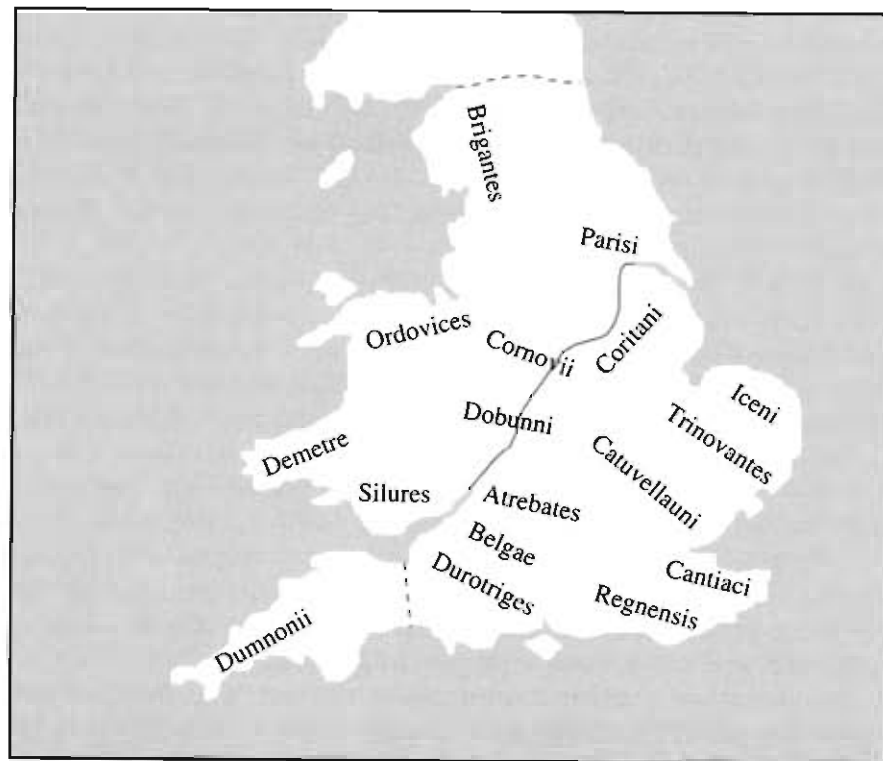 Brigantes
Parisi
Ordovices
Cornovii
Coritani
Iceni
Trinovantes
Dobunni
Catuvellauni
Demetre
Silures
Atrebates
Belgae
Cantiaci
Durotriges
Regnensis
Dumnonii